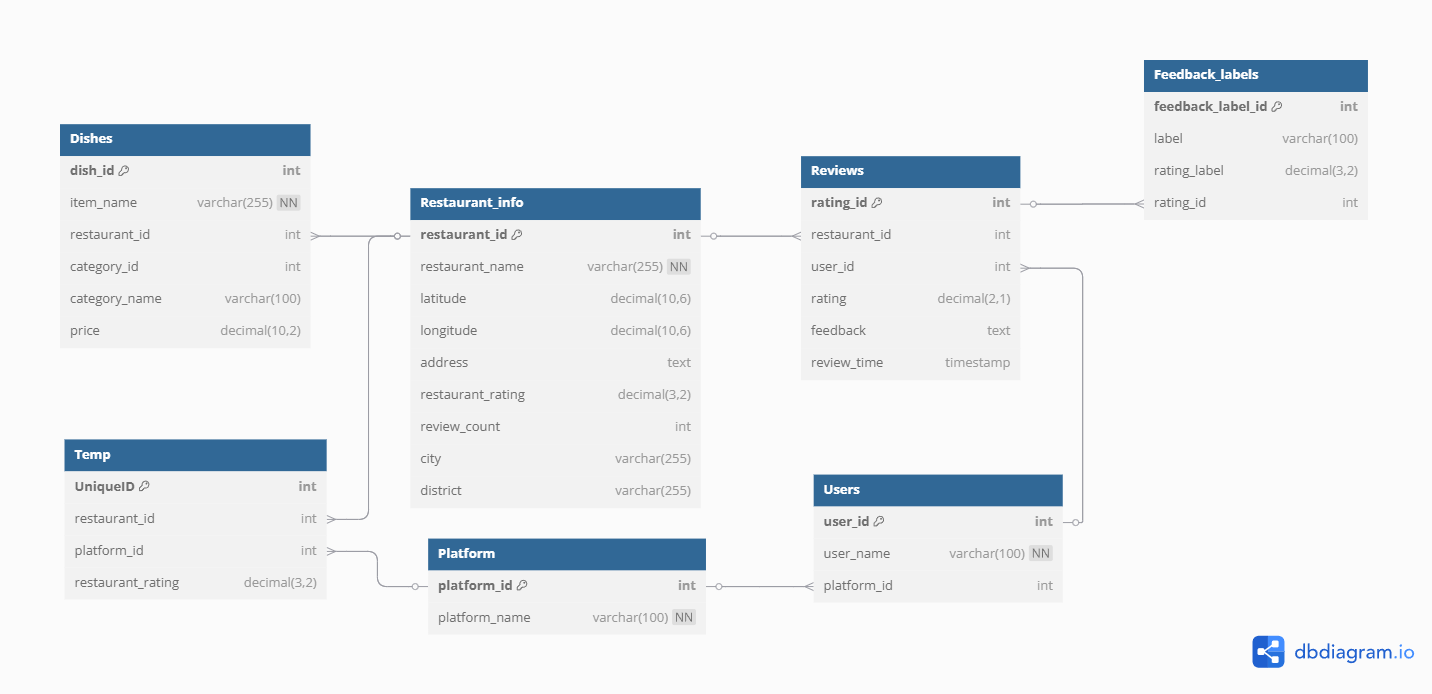 Feedback_labels
feedback_label_id int
label varchar(100)
rating_label decimal(3,2)
rating_id int
Dishes
dish_id int
item_name varchar(255) NN
restaurant_id int
category_id int
category_name varchar(100)
price decimal(10,2)
Restaurant_info
restaurant_id int
restaurant_name varchar(255) NN
latitude decimal(10,6)
longitude decimal(10,6)
address text
restaurant_rating decimal(3,2)
review_count int
city varchar(255)
district varchar(255)
Reviews
rating_id int
restaurant_id int
user_id int
rating decimal(2,1)
feedback text
review_time timestamp
Temp
UniqueID int
restaurant_id int
platform_id int
restaurant_rating decimal(3,2)
Platform
platform_id int
platform_name varchar(100) NN
Users
user_id int
user_name varchar(100) NN
platform_id int
dbdiagram.io